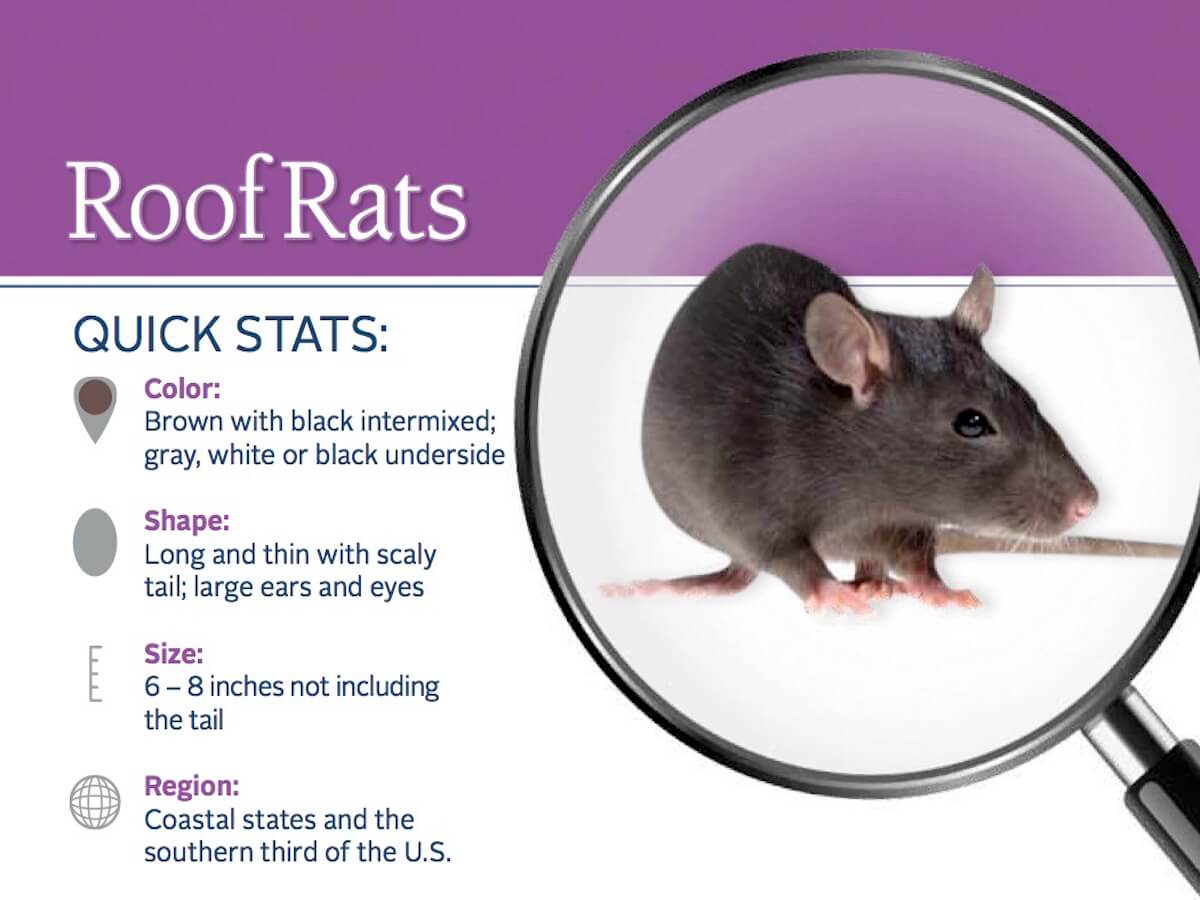 Roof Rats
QUICK STATS:
Color:
Brown with black intermixed;
gray, white or black underside
Shape:
Long and thin with scaly
tail; large ears and eyes
Size:
6 – 8 inches not including
the tail
Region:
Coastal states and the
southern third of the U.S.